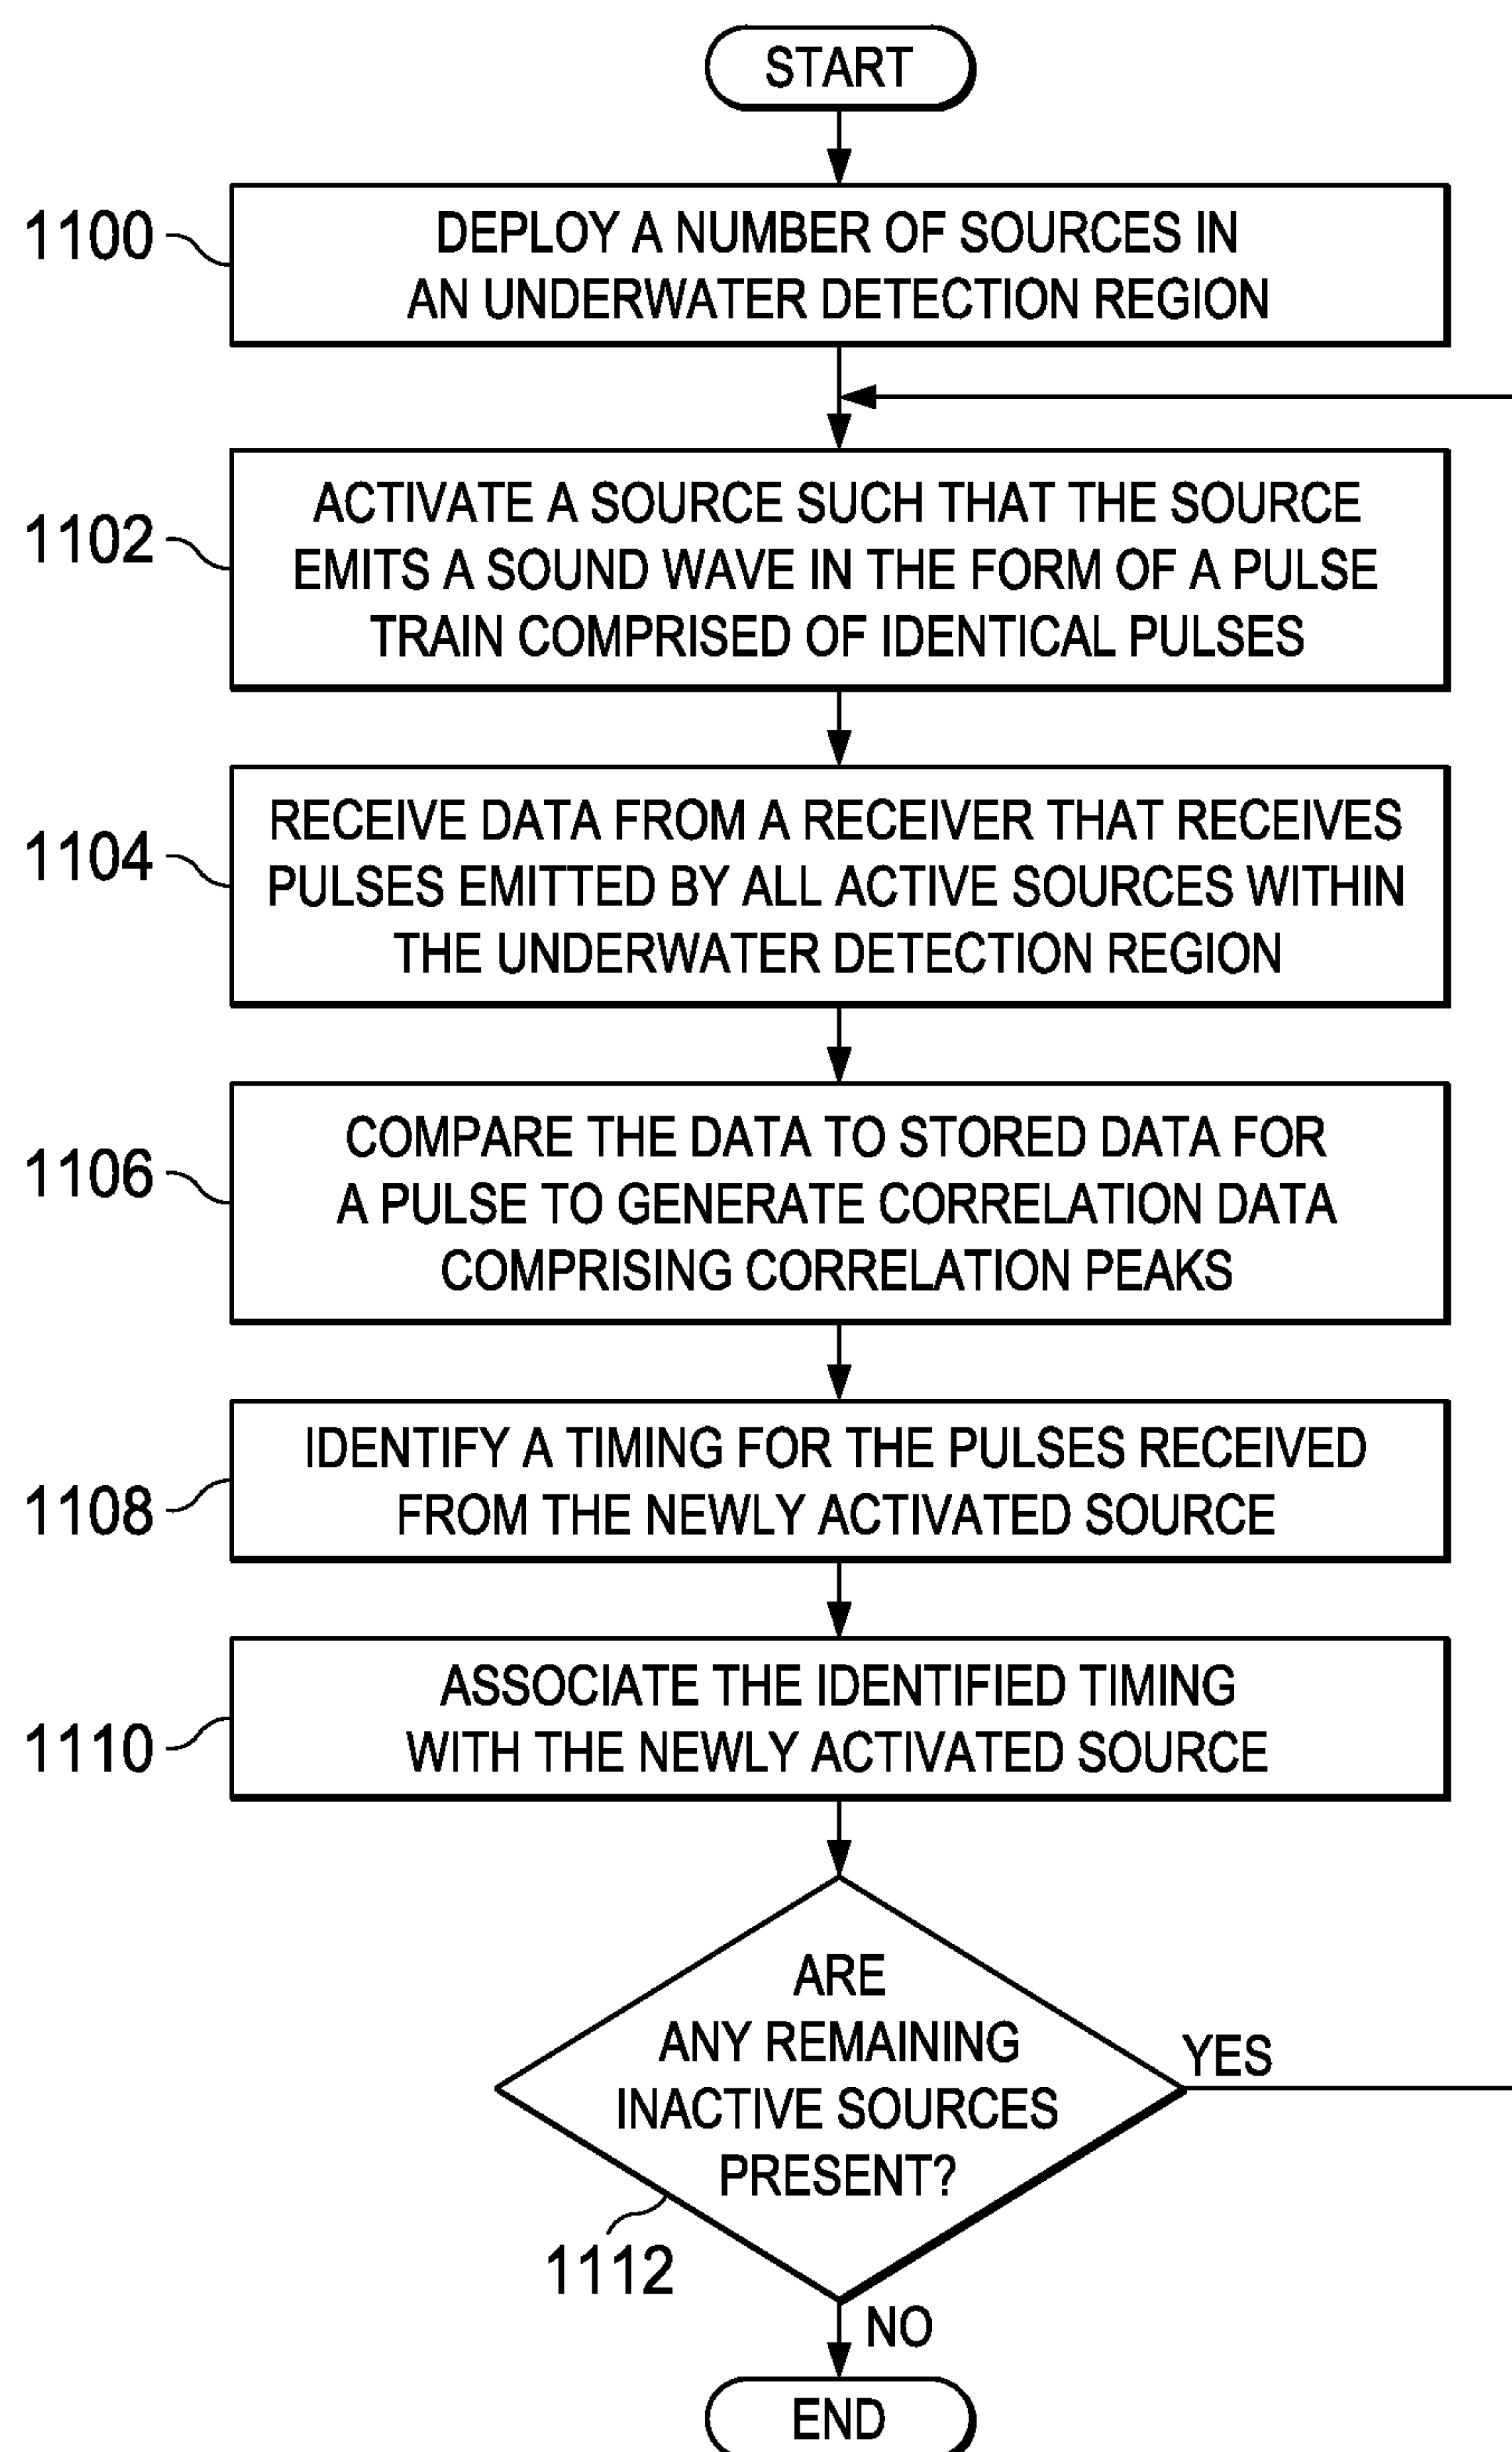 START
1100
DEPLOY A NUMBER OF SOURCES IN
AN UNDERWATER DETECTION REGION
1102
ACTIVATE A SOURCE SUCH THAT THE SOURCE
EMITS A SOUND WAVE IN THE FORM OF A PULSE
TRAIN COMPRISED OF IDENTICAL PULSES
1104
RECEIVE DATA FROM A RECEIVER THAT RECEIVES
PULSES EMITTED BY ALL ACTIVE SOURCES WITHIN
THE UNDERWATER DETECTION REGION
1106
COMPARE THE DATA TO STORED DATA FOR
A PULSE TO GENERATE CORRELATION DATA
COMPRISING CORRELATION PEAKS
1108
IDENTIFY A TIMING FOR THE PULSES RECEIVED
FROM THE NEWLY ACTIVATED SOURCE
1110
ASSOCIATE THE IDENTIFIED TIMING
WITH THE NEWLY ACTIVATED SOURCE
ARE
ANY REMAINING
INACTIVE SOURCES
PRESENT?
YES
1112
NO
END